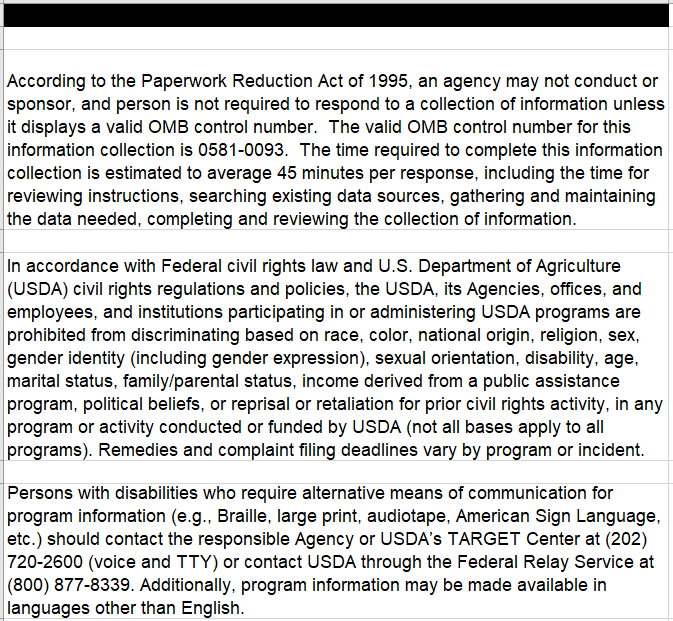 According to the Paperwork Reduction Act of 1995, an agency may not conduct or
sponsor, and person is not required to respond to a collection of information unless
it displays a valid OMB control number.  The valid OMB control number for this
information collection is 0581-0093.  The time required to complete this information
collection is estimated to average 45 minutes per response, including the time for
reviewing instructions, searching existing data sources, gathering and maintaining
the data needed, completing and reviewing the collection of information.
In accordance with Federal civil rights law and U.S. Department of Agriculture
(USDA) civil rights regulations and policies, the USDA, its Agencies, offices, and
employees, and institutions participating in or administering USDA programs are
prohibited from discriminating based on race, color, national origin, religion, sex,
gender identity (including gender expression), sexual orientation, disability, age,
marital status, family/parental status, income derived from a public assistance
program, political beliefs, or reprisal or retaliation for prior civil rights activity, in any
program or activity conducted or funded by USDA (not all bases apply to all
programs). Remedies and complaint filing deadlines vary by program or incident.
Persons with disabilities who require alternative means of communication for
program information (e.g., Braille, large print, audiotape, American Sign Language,
etc.) should contact the responsible Agency or USDA’s TARGET Center at (202)
720-2600 (voice and TTY) or contact USDA through the Federal Relay Service at
(800) 877-8339. Additionally, program information may be made available in
languages other than English.